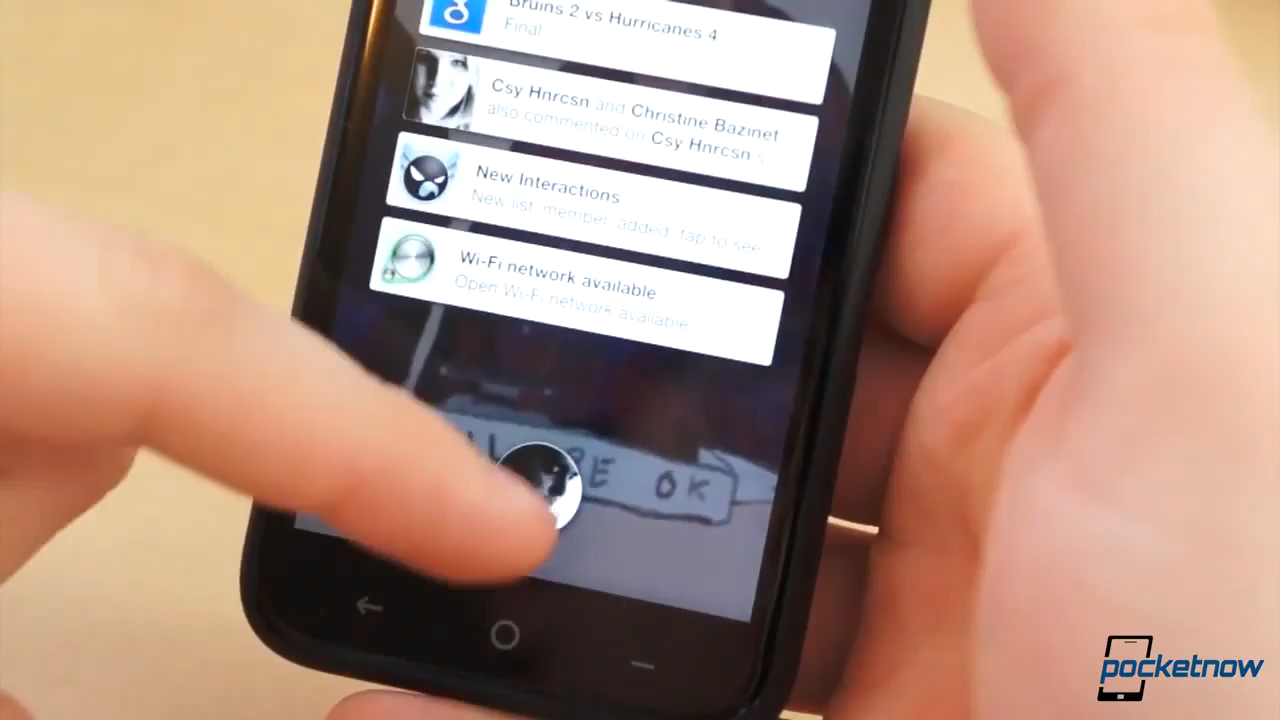 Bruins 2 vs Hurricanes 4
Final
Csy Hnrcsn and Christine Bazinet
also commented on Csy Hnrcsn s
New Interactions
New list member added, tap to see
Wi-Fi network available
Open Wi-Fi network available
RE OK
pocketnow